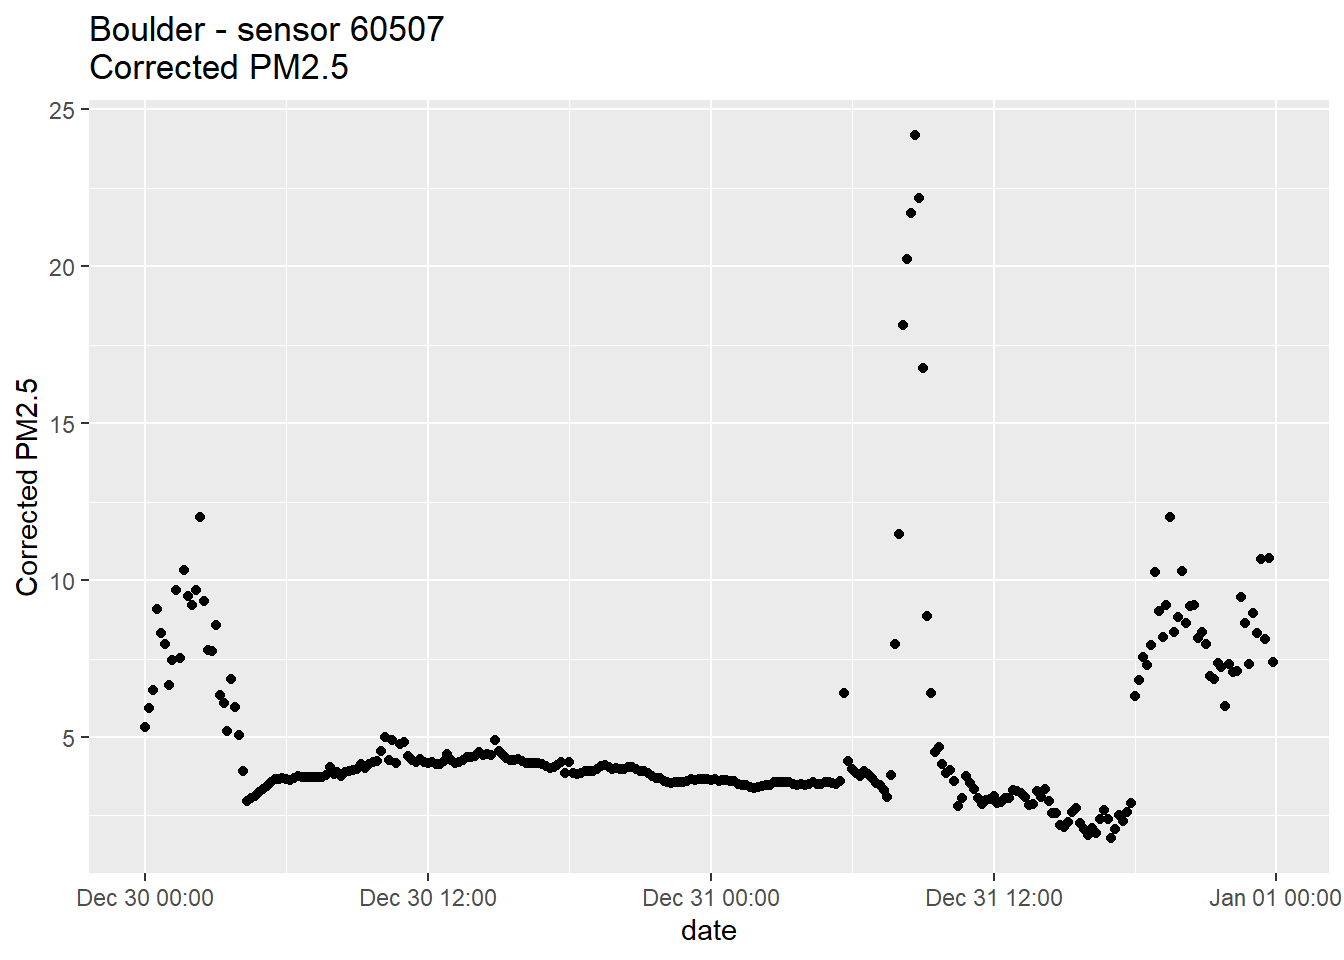 Boulder - sensor 60507
Corrected PM2.5
25
20
15
10
5
Corrected PM2.5
Dec 30 00:00
Dec 30 12:00
Dec 31 00:00
Dec 31 12:00
Jan 01 00:00
date